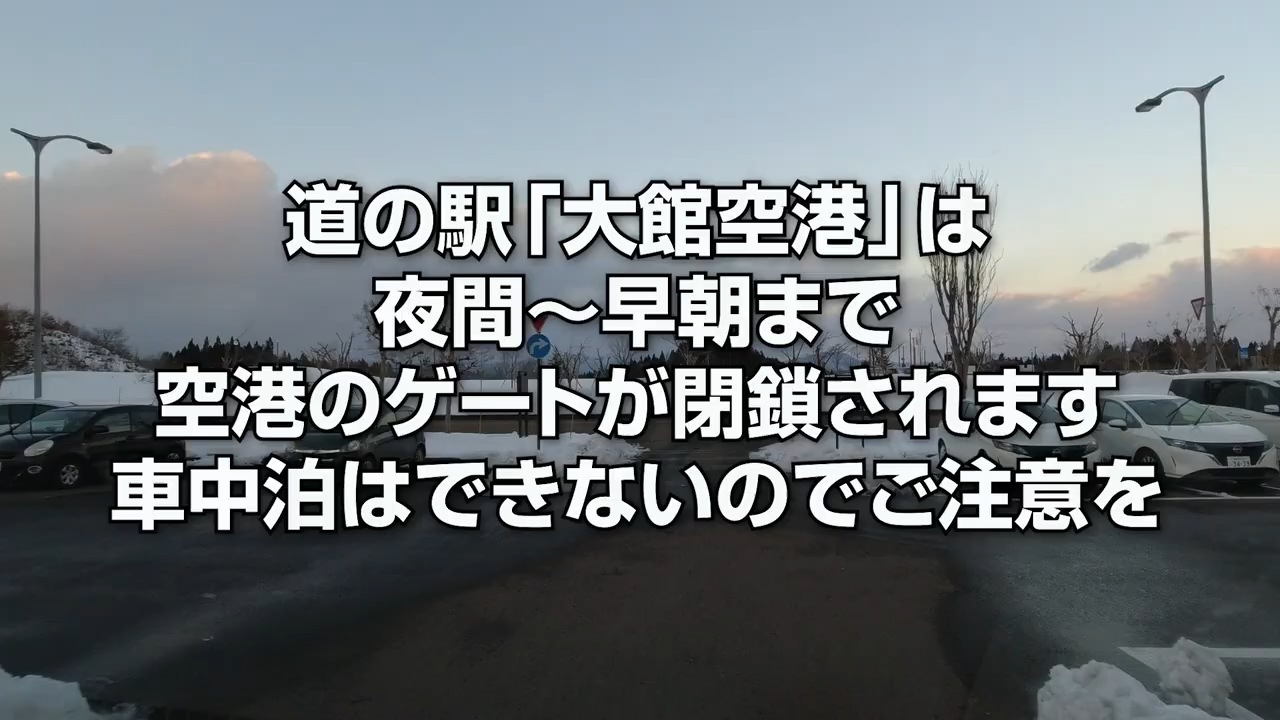 道の駅「大館空港」は
夜間～早朝まで
空港のゲートが閉鎖されます
車中泊はできないのでご注意を